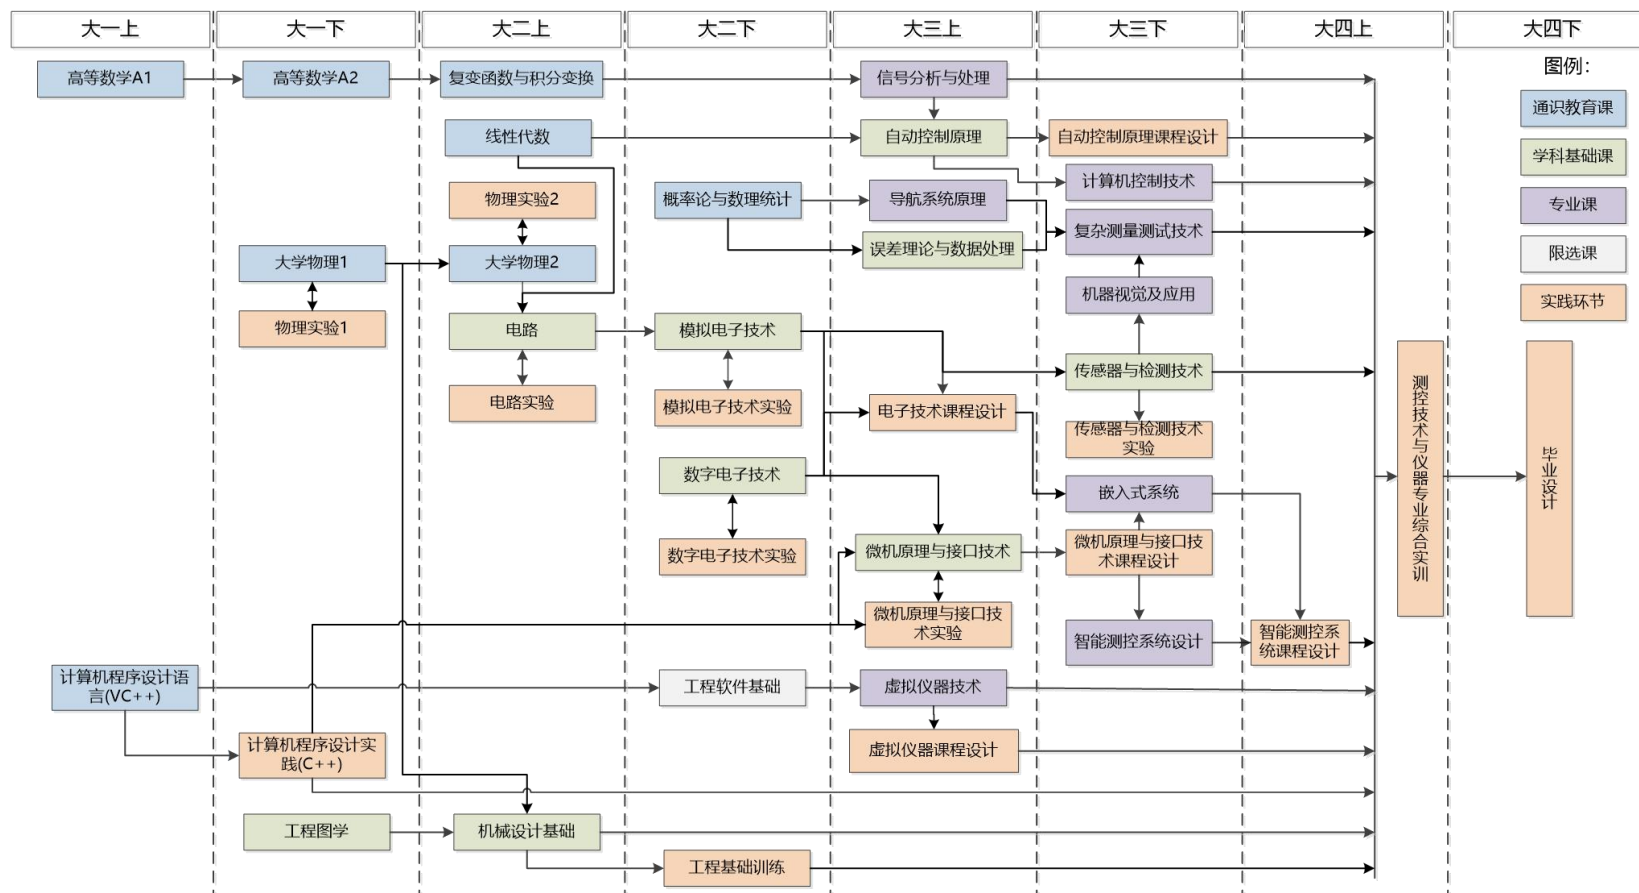 大一上
大一下
大二上
大二下
大三上
大三下
大四上
大四下
图例：
高等数学A1
高等数学A2
复变函数与积分变换
信号分析与处理
通识教育课
线性代数
自动控制原理
自动控制原理课程设计
学科基础课
物理实验2
概率论与数理统计
导航系统原理
计算机控制技术
专业课
误差理论与数据处理
复杂测量测试技术
大学物理1
大学物理2
限选课
物理实验1
机器视觉及应用
实践环节
电路
模拟电子技术
传感器与检测技术
电路实验
模拟电子技术实验
电子技术课程设计
传感器与检测技术
实验
数字电子技术
嵌入式系统
测控技术与仪器专业综合实训
毕业设计
数字电子技术实验
微机原理与接口技术
微机原理与接口技
术课程设计
微机原理与接口技
术实验
智能测控系统设计
智能测控系
统课程设计
计算机程序设计语
言(VC++)
工程软件基础
虚拟仪器技术
计算机程序设计实
践(C++)
虚拟仪器课程设计
工程图学
机械设计基础
工程基础训练